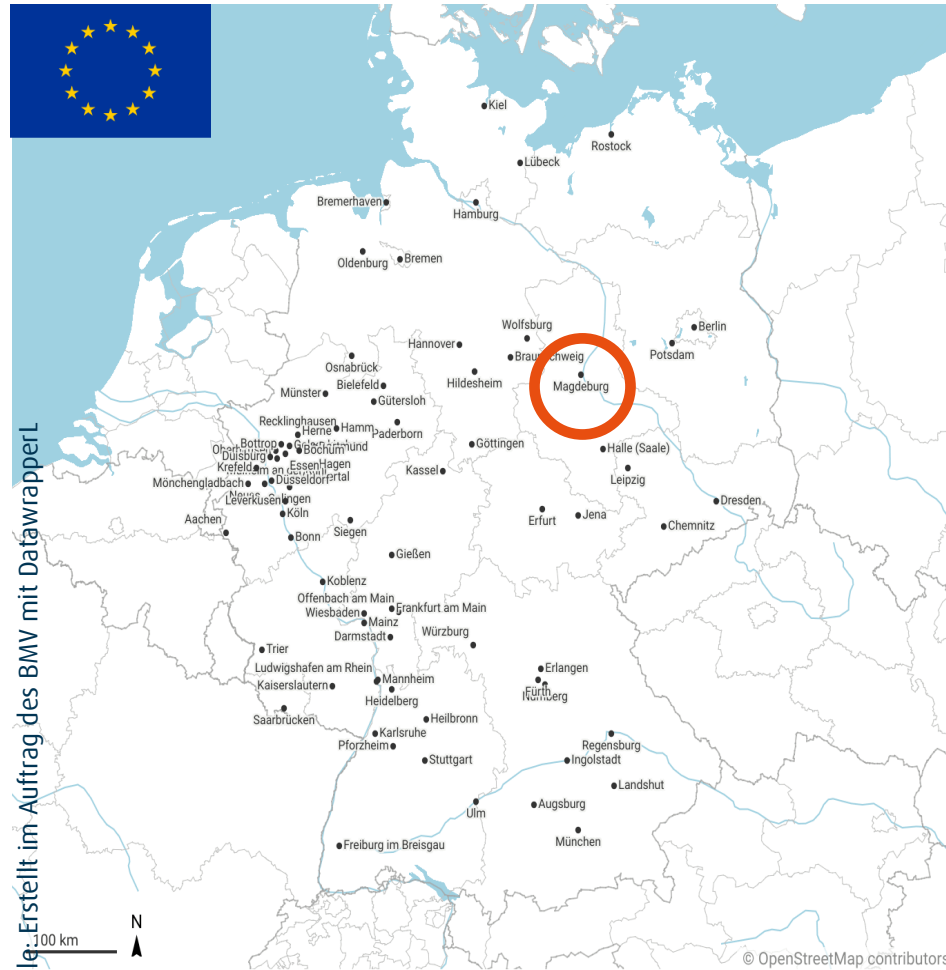 Kiel
Rostock
Lübeck
Bremerhaven
Hamburg
Oldenburg
Bremen
Wolfsburg
Berlin
Hannover
Potsdam
Braunschweig
Osnabrück
Magdeburg
Hildesheim
Bielefeld
Münster
Gütersloh
Recklinghausen
Hamm
Herne
Paderborn
Bottrop
Göttingen
Halle (Saale)
Bochum
Duisburg
Krefeld
Essen
Hagen
Kassel
Leipzig
Mönchengladbach
Düsseldorf
Leverkusen
Dresden
Köln
Erfurt
Jena
Aachen
Siegen
Chemnitz
Bonn
Gießen
Koblenz
Offenbach am Main
Frankfurt am Main
Wiesbaden
Mainz
Darmstadt
Würzburg
Trier
Ludwigshafen am Rhein
Erlangen
Mannheim
Kaiserslautern
Fürth
Nürnberg
Heidelberg
Saarbrücken
Heilbronn
Karlsruhe
Regensburg
Pforzheim
Stuttgart
Ingolstadt
Landshut
Augsburg
Ulm
München
Freiburg im Breisgau
N
100 km
© OpenStreetMap contributors
le: Erstellt im Auftrag des BMV mit DatawrapperL